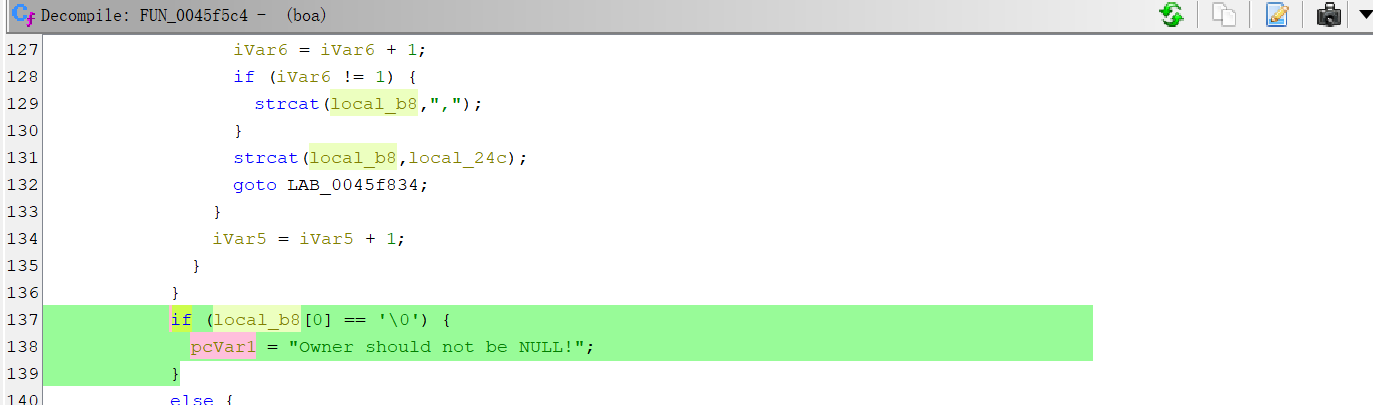 Decompile: FUN_0045f5c4 - (boa)
127 iVar6 = iVar6 + 1;
128 if (iVar6 != 1) {
129 strcat(local_b8,",");
130 }
131 strcat(local_b8,local_24c);
132 goto LAB_0045f834;
133 }
134 iVar5 = iVar5 + 1;
135 }
136 }
137 if (local_b8[0] == '\0') {
138 pcVar1 = "Owner should not be NULL!";
139 }
140 else {